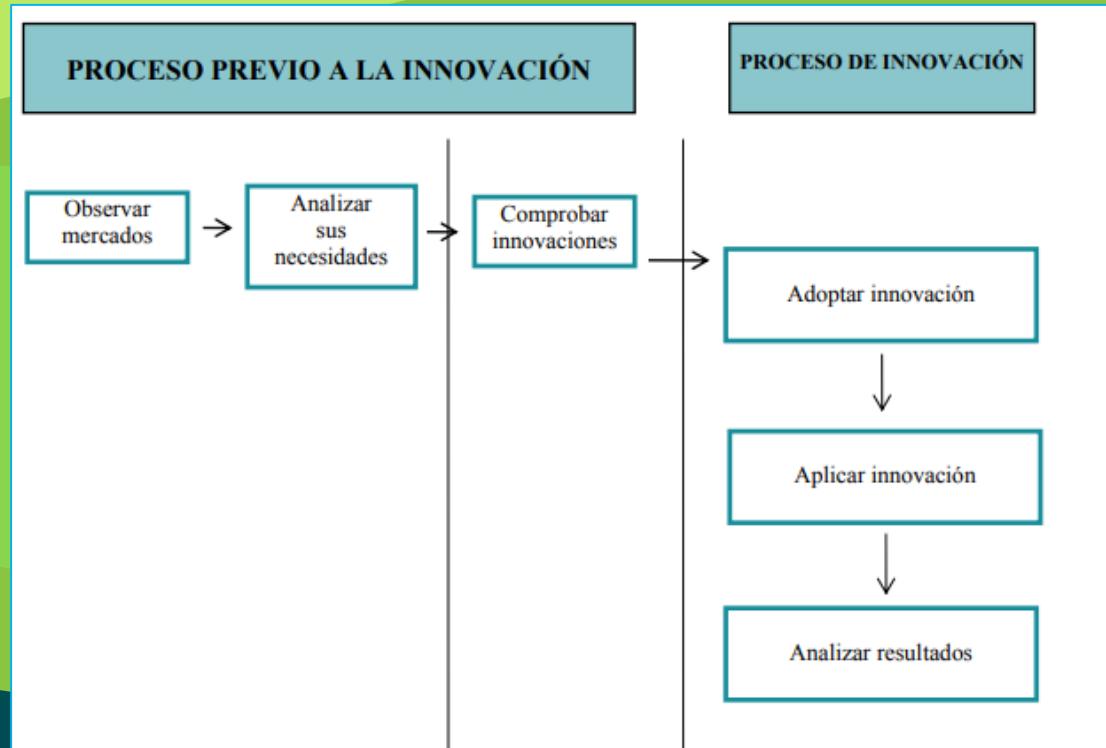 PROCESO PREVIO A LA INNOVACIÓN
PROCESO DE INNOVACIÓN
Observar
mercados
Analizar
sus
necesidades
Comprobar
innovaciones
Adoptar innovación
Aplicar innovación
Analizar resultados